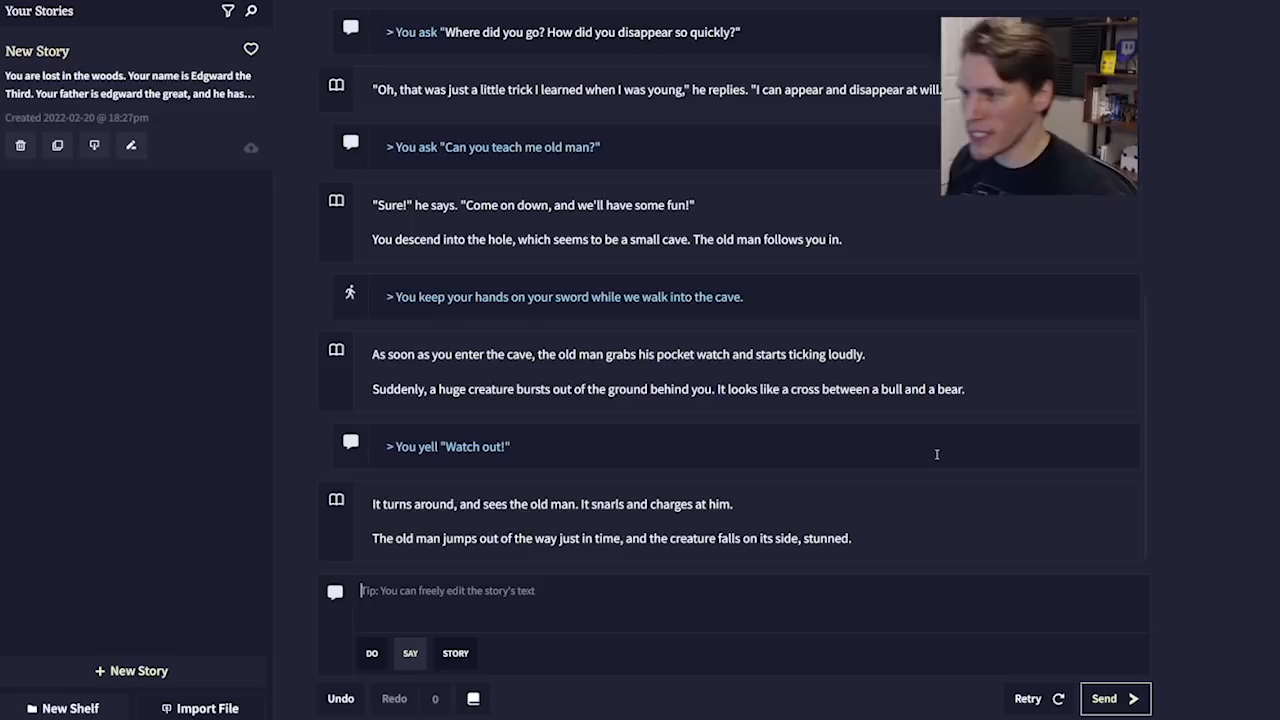 Your Stories
New Story
You are lost in the woods. Your name is Edgward the
Third. Your father is edgward the great, and he has...
Created 2022-02-20 @ 18:27pm
+ New Story
New Shelf
Import File
> You ask "Where did you go? How did you disappear so quickly?"
"Oh, that was just a little trick I learned when I was young," he replies. "I can appear and disappear at will.
> You ask "Can you teach me old man?"
"Sure!" he says. "Come on down, and we'll have some fun!"
You descend into the hole, which seems to be a small cave. The old man follows you in.
> You keep your hands on your sword while we walk into the cave.
As soon as you enter the cave, the old man grabs his pocket watch and starts ticking loudly.
Suddenly, a huge creature bursts out of the ground behind you. It looks like a cross between a bull and a bear.
> You yell "Watch out!"
It turns around, and sees the old man. It snarls and charges at him.
The old man jumps out of the way just in time, and the creature falls on its side, stunned.
Tip: You can freely edit the story's text
DO SAY STORY
Undo Redo 0 Retry Send